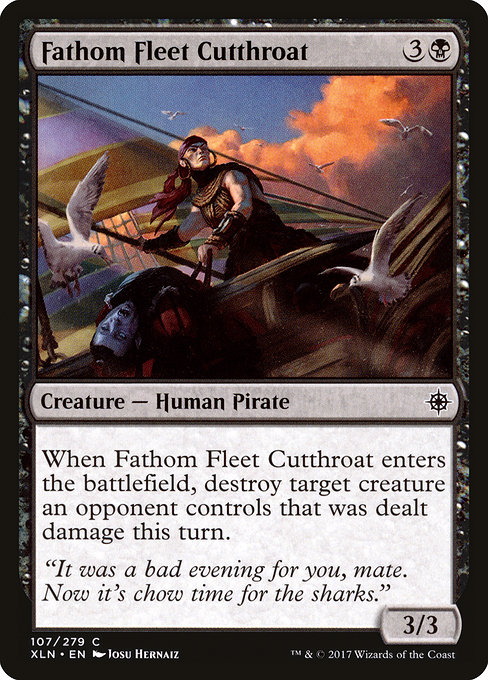 Fathom Fleet Cutthroat 3
Creature — Human Pirate
When Fathom Fleet Cutthroat enters
the battlefield, destroy target creature
an opponent controls that was dealt
damage this turn.
“It was a bad evening for you, mate.
Now it’s chow time for the sharks.”
3/3
107/279 C
XLN • EN Josu Hernaiz
™ & © 2017 Wizards of the Coast